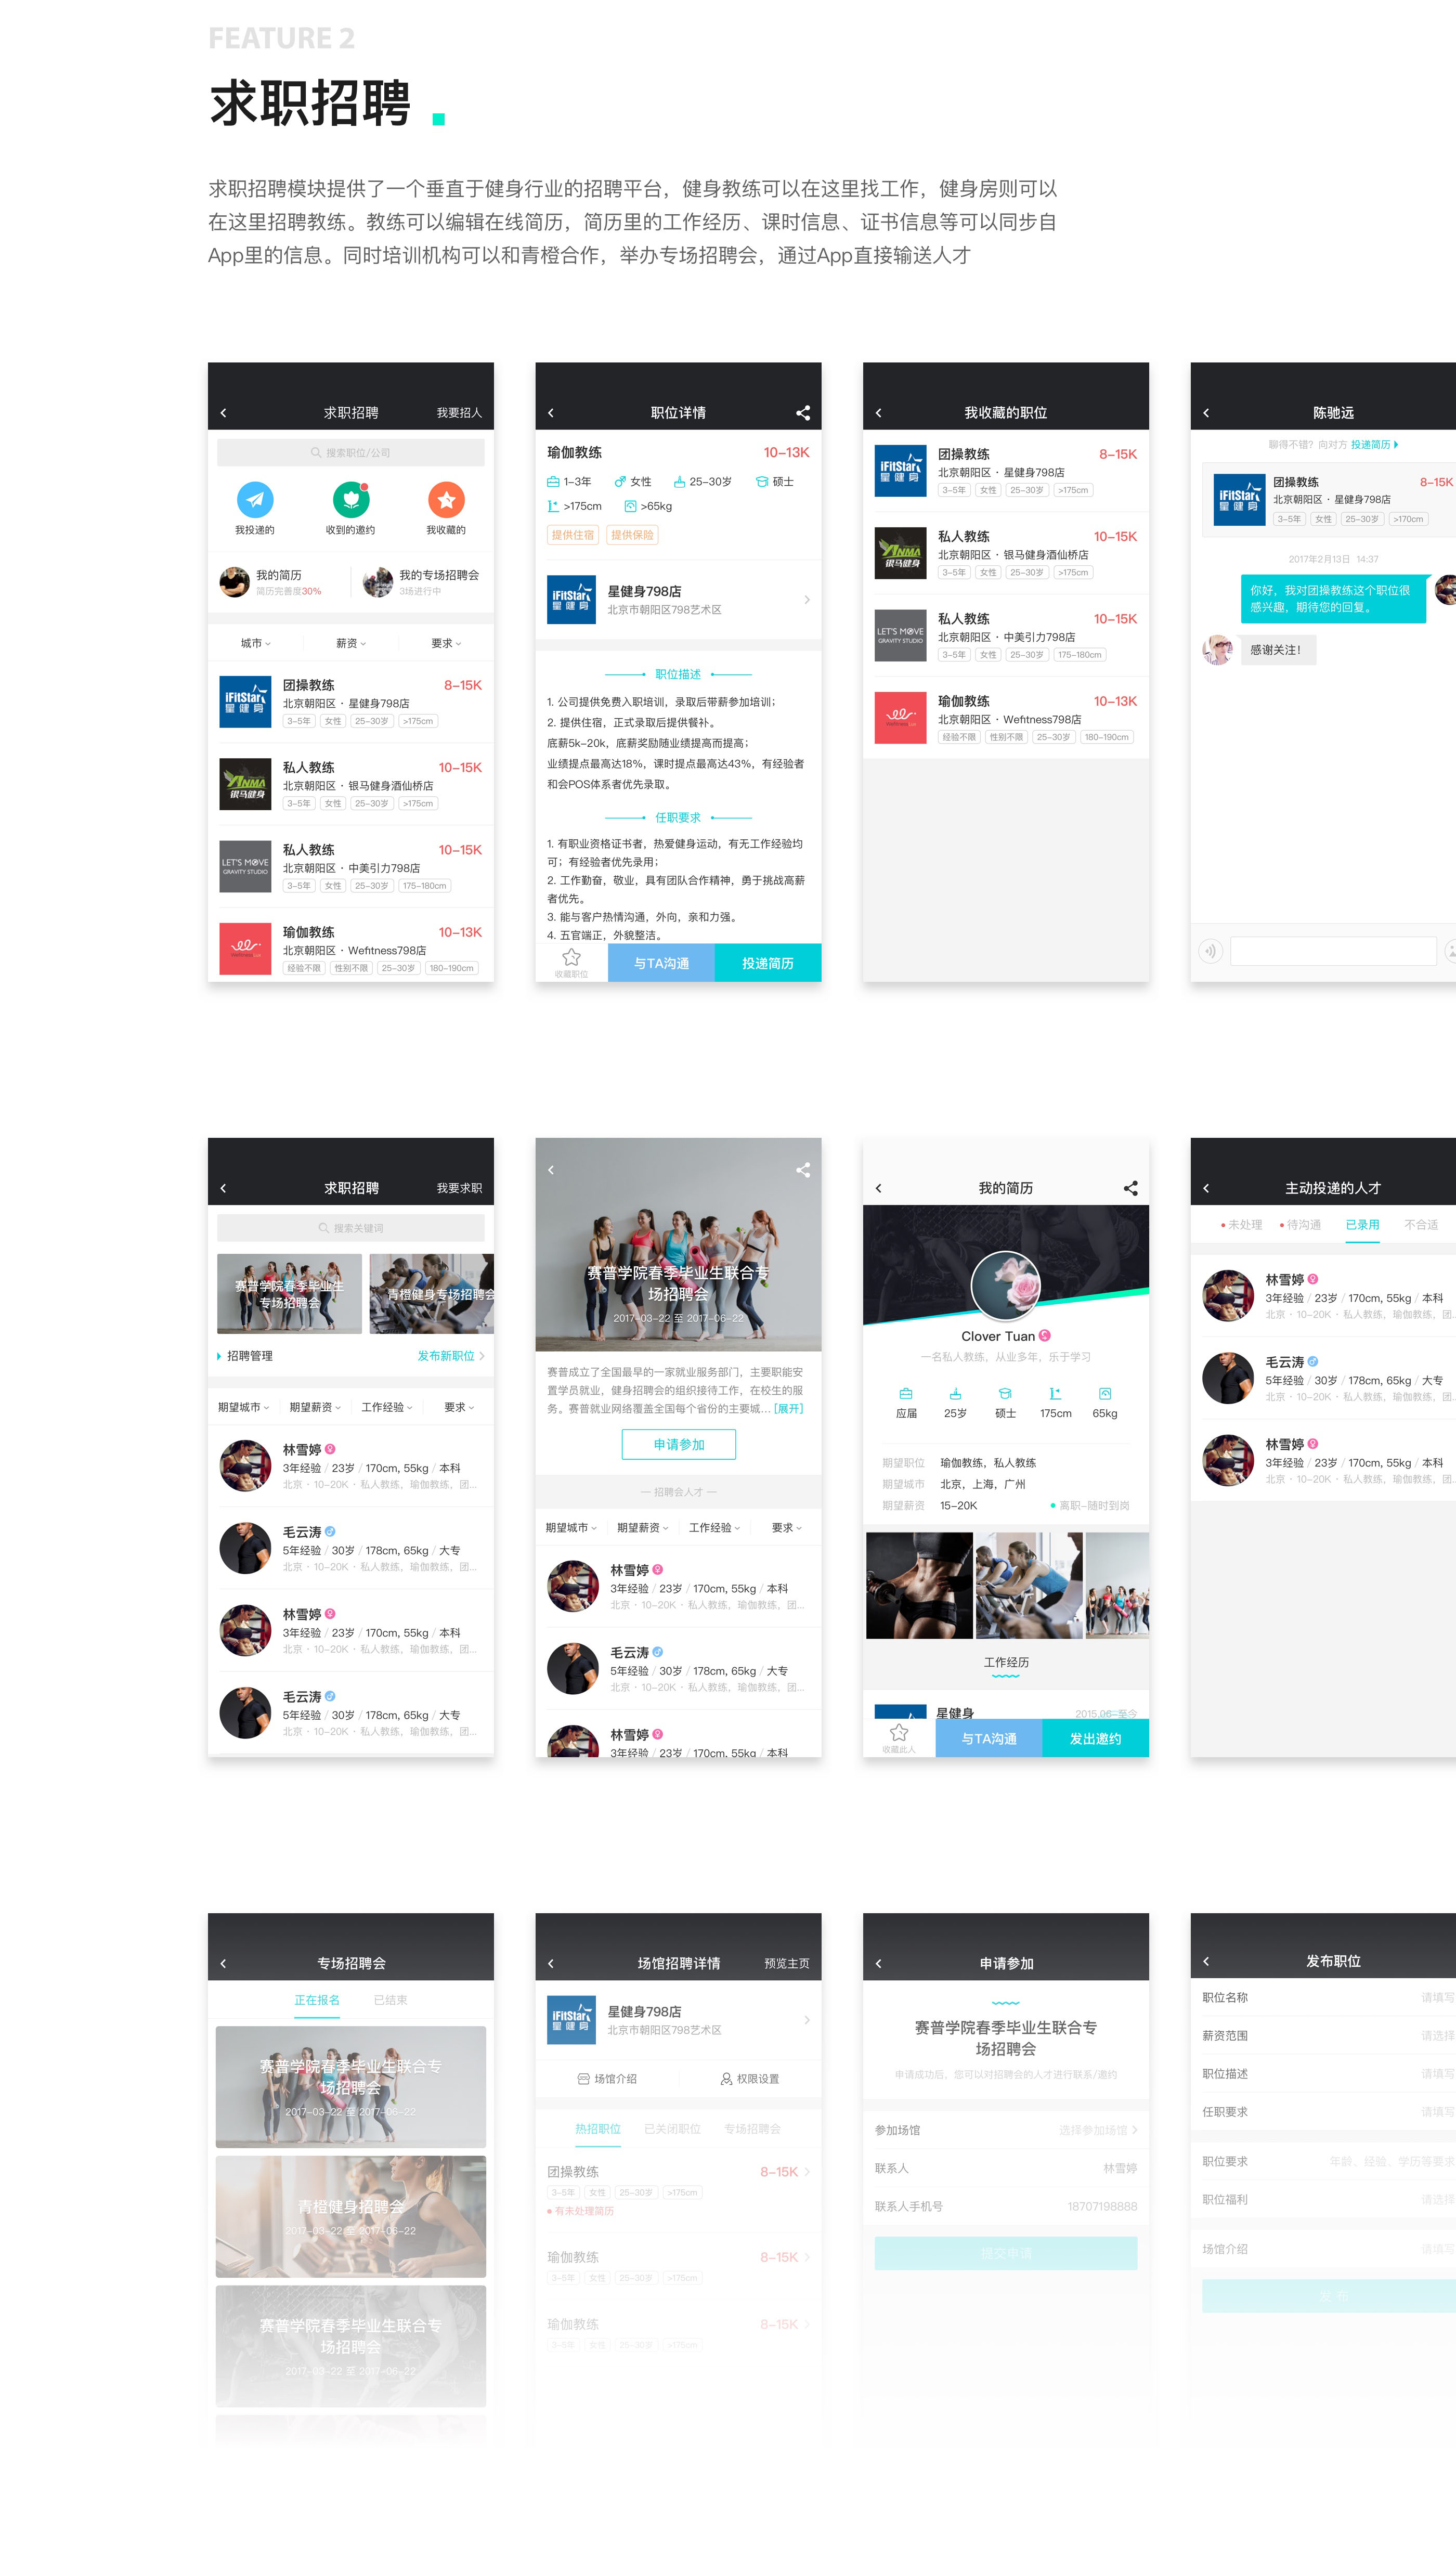 FEATURE 2
求职招聘
求职招聘模块提供了一个垂直于健身行业的招聘平台，健身教练可以在这里找工作，健身房则可以
在这里招聘教练。教练可以编辑在线简历，简历里的工作经历、课时信息、证书信息等可以同步自
App里的信息。同时培训机构可以和青橙合作，举办专场招聘会，通过App直接输送人才
求职招聘 我要招人
搜索职位/公司
我投递的 收到的邀约 我收藏的
我的简历 我的专场招聘会
简历完善度30% 3场进行中
城市 薪资 要求
iFitStar 星健身
团操教练 8-15K
北京朝阳区·星健身798店
3-5年 女性 25-30岁 >175cm
YINMA 银马健身
私人教练 10-15K
北京朝阳区·银马健身酒仙桥店
3-5年 女性 25-30岁 >175cm
LET'S MOVE
GRAVITY STUDIO
私人教练 10-15K
北京朝阳区·中美引力798店
3-5年 女性 25-30岁 175-180cm
瑜伽教练 10-13K
北京朝阳区·Wefitness798店
经验不限 性别不限 25-30岁 180-190cm
职位详情
瑜伽教练 10-13K
1-3年 女性 25-30岁 硕士
>175cm >65kg
提供住宿 提供保险
iFitStar 星健身
星健身798店
北京市朝阳区798艺术区
职位描述
1. 公司提供免费入职培训，录取后带薪参加培训；
2. 提供住宿，正式录取后提供餐补。
底薪5k-20k，底薪奖励随业绩提高而提高；
业绩提点最高达18%，课时提点最高达43%，有经验者
和会POS体系者优先录取。
任职要求
1. 有职业资格证书者，热爱健身运动，有无工作经验均
可；有经验者优先录用；
2. 工作勤奋，敬业，具有团队合作精神，勇于挑战高薪
者优先。
3. 能与客户热情沟通，外向，亲和力强。
4. 五官端正，外貌整洁。
收藏职位 与TA沟通 投递简历
我收藏的职位
iFitStar 星健身
团操教练 8-15K
北京朝阳区·星健身798店
3-5年 女性 25-30岁 >175cm
YINMA 银马健身
私人教练 10-15K
北京朝阳区·银马健身酒仙桥店
3-5年 女性 25-30岁 >175cm
LET'S MOVE
GRAVITY STUDIO
私人教练 10-15K
北京朝阳区·中美引力798店
3-5年 女性 25-30岁 175-180cm
瑜伽教练 10-13K
北京朝阳区·Wefitness798店
经验不限 性别不限 25-30岁 180-190cm
陈驰远
聊得不错？向对方 投递简历
iFitStar 星健身
团操教练 8-15K
北京朝阳区·星健身798店
3-5年 女性 25-30岁 >170cm
2017年2月13日 14:37
你好，我对团操教练这个职位很
感兴趣，期待您的回复。
感谢关注！
求职招聘 我要求职
搜索关键词
赛普学院春季毕业生
专场招聘会
青橙健身专场招聘会
招聘管理 发布新职位
期望城市 期望薪资 工作经验 要求
林雪婷
3年经验 / 23岁 / 170cm, 55kg / 本科
北京·10-20K·私人教练，瑜伽教练，团...
毛云涛
5年经验 / 30岁 / 178cm, 65kg / 大专
北京·10-20K·私人教练，瑜伽教练，团...
林雪婷
3年经验 / 23岁 / 170cm, 55kg / 本科
北京·10-20K·私人教练，瑜伽教练，团...
毛云涛
5年经验 / 30岁 / 178cm, 65kg / 大专
北京·10-20K·私人教练，瑜伽教练，团...
赛普学院春季毕业生联合专
场招聘会
2017-03-22 至 2017-06-22
赛普成立了全国最早的一家就业服务部门，主要职能安
置学员就业，健身招聘会的组织接待工作，在校生的服
务。赛普就业网络覆盖全国每个省份的主要城... [展开]
申请参加
— 招聘会人才 —
期望城市 期望薪资 工作经验 要求
林雪婷
3年经验 / 23岁 / 170cm, 55kg / 本科
北京·10-20K·私人教练，瑜伽教练，团...
毛云涛
5年经验 / 30岁 / 178cm, 65kg / 大专
北京·10-20K·私人教练，瑜伽教练，团...
林雪婷
3年经验 / 23岁 / 170cm, 55kg / 本科
我的简历
Clover Tuan
一名私人教练，从业多年，乐于学习
应届 25岁 硕士 175cm 65kg
期望职位 瑜伽教练，私人教练
期望城市 北京，上海，广州
期望薪资 15-20K 离职-随时到岗
工作经历
星健身 2015.06-至今
收藏此人 与TA沟通 发出邀约
主动投递的人才
未处理 待沟通 已录用 不合适
林雪婷
3年经验 / 23岁 / 170cm, 55kg / 本科
北京·10-20K·私人教练，瑜伽教练，团...
毛云涛
5年经验 / 30岁 / 178cm, 65kg / 大专
北京·10-20K·私人教练，瑜伽教练，团...
林雪婷
3年经验 / 23岁 / 170cm, 55kg / 本科
北京·10-20K·私人教练，瑜伽教练，团...
专场招聘会
正在报名 已结束
赛普学院春季毕业生联合专
场招聘会
2017-03-22 至 2017-06-22
青橙健身招聘会
2017-03-22 至 2017-06-22
赛普学院春季毕业生联合专
场招聘会
2017-03-22 至 2017-06-22
场馆招聘详情 预览主页
iFitStar 星健身
星健身798店
北京市朝阳区798艺术区
场馆介绍 权限设置
热招职位 已关闭职位 专场招聘会
团操教练 8-15K
3-5年 女性 25-30岁 >175cm
有未处理简历
瑜伽教练 8-15K
3-5年 女性 25-30岁 >175cm
瑜伽教练 8-15K
3-5年 女性 25-30岁 >175cm
申请参加
赛普学院春季毕业生联合专
场招聘会
申请成功后，您可以对招聘会的人才进行联系/邀约
参加场馆 选择参加场馆
联系人 林雪婷
联系人手机号 18707198888
提交申请
发布职位
职位名称 请填写
薪资范围 请选择
职位描述 请填写
任职要求 请填写
职位要求 年龄、经验、学历等要求
职位福利 请选择
场馆介绍 请填写
发布